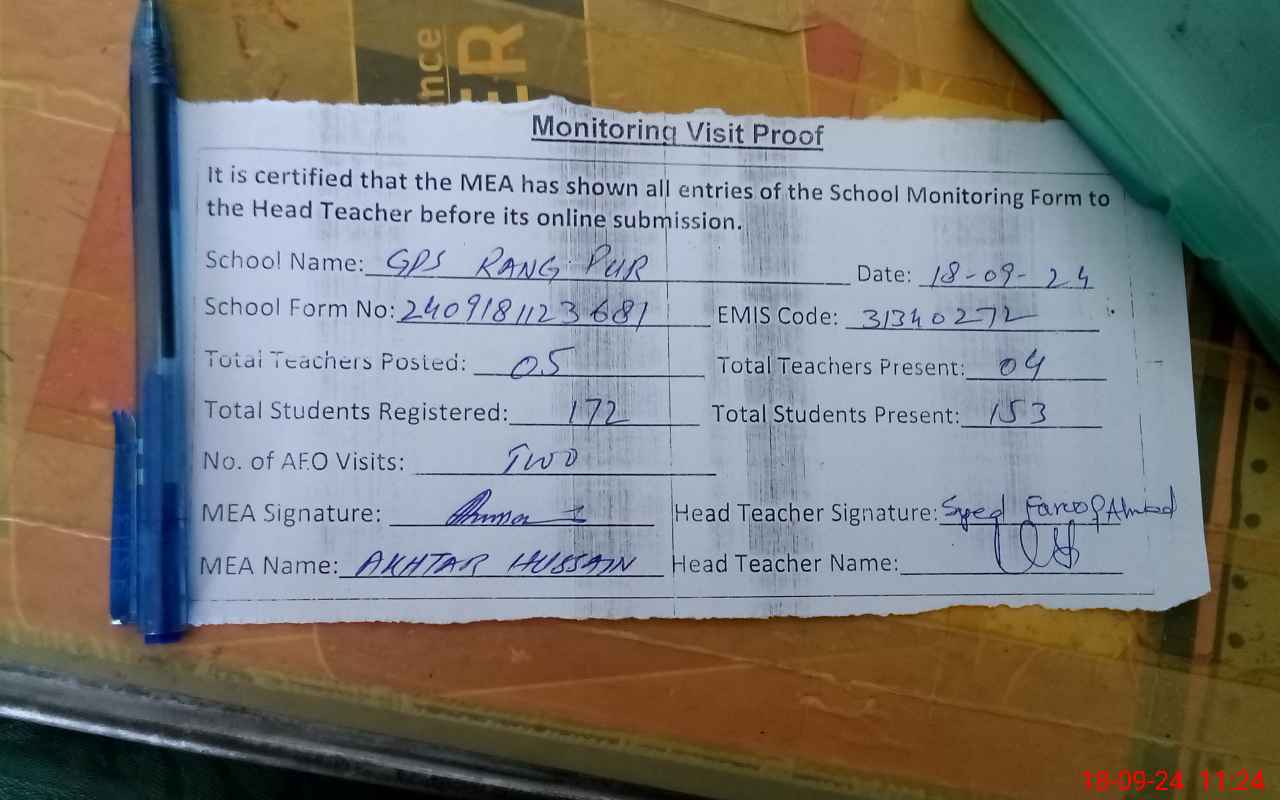 nce
ER
Monitoring Visit Proof
It is certified that the MEA has shown all entries of the School Monitoring Form to
the Head Teacher before its online submission.
School Name: GPS RANG PUR Date: 18-09-24
School Form No: 2409181123681 EMIS Code: 31340272
Total Teachers Posted: 05 Total Teachers Present: 04
Total Students Registered: 172 Total Students Present: 153
No. of AEO Visits: TWO
MEA Signature: Head Teacher Signature: Syed Farooq Ahmad
MEA Name: AKHTAR HUSSAIN Head Teacher Name:
18-09-24 11:24